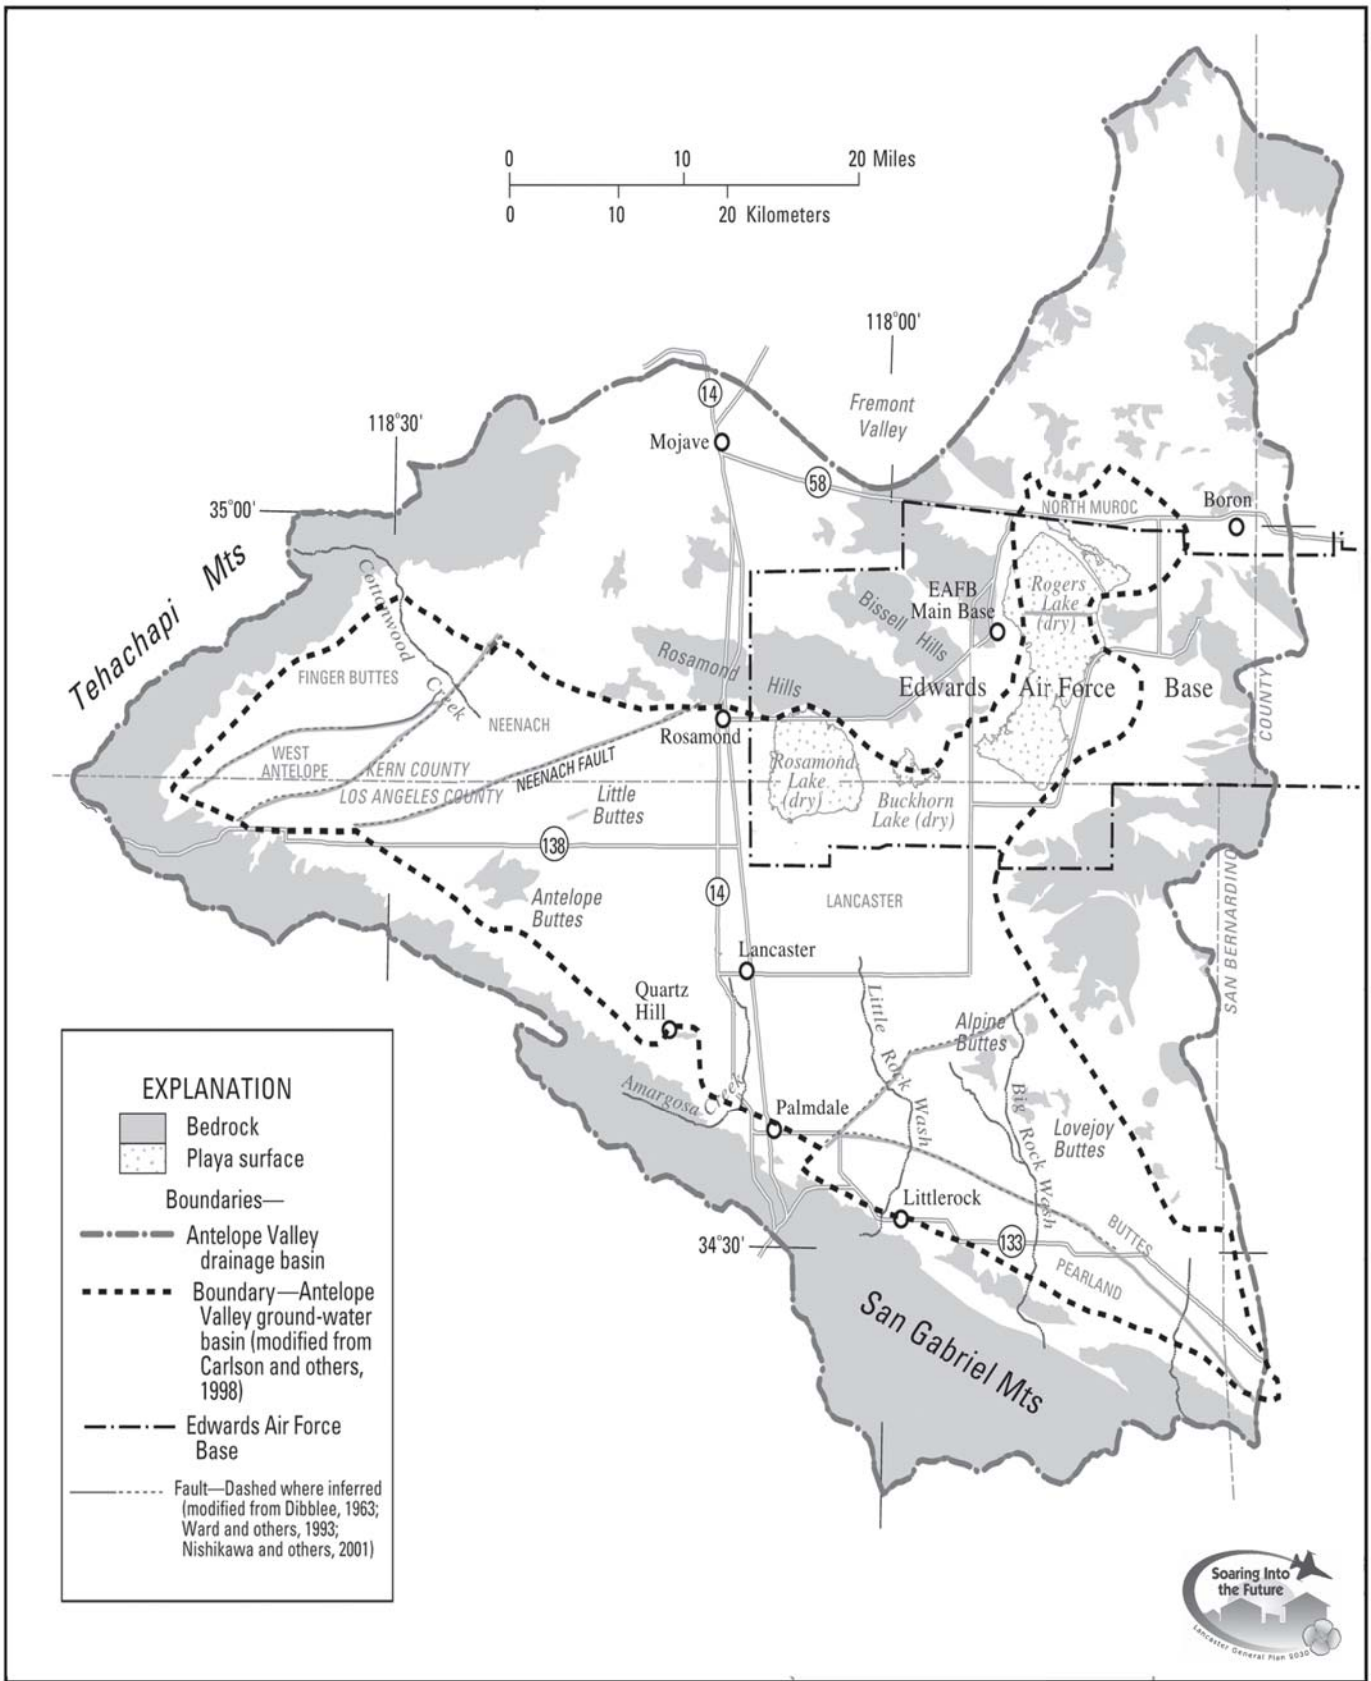 0 10 20 Miles
0 10 20 Kilometers
118°00'
14
Fremont
Valley
118°30'
Mojave
58
35°00'
NORTH MUROC
Boron
Tehachapi Mts
Cottonwood
Creek
EAFB
Main Base
Rogers
Lake
(dry)
Bissell Hills
Rosamond
Hills
FINGER BUTTES
Edwards Air Force Base
NEENACH
Rosamond
COUNTY
WEST
ANTELOPE
KERN COUNTY
LOS ANGELES COUNTY
NEENACH FAULT
Rosamond
Lake
(dry)
Little
Buttes
Buckhorn
Lake (dry)
138
14
Antelope
Buttes
LANCASTER
SAN BERNARDINO
Lancaster
Quartz
Hill
Little Rock Wash
Alpine
Buttes
Amargosa Creek
Palmdale
Big Rock Wash
Lovejoy
Buttes
Littlerock
34°30'
133
BUTTES
PEARLAND
San Gabriel Mts
EXPLANATION
Bedrock
Playa surface
Boundaries—
Antelope Valley
drainage basin
Boundary—Antelope
Valley ground-water
basin (modified from
Carlson and others,
1998)
Edwards Air Force
Base
Fault—Dashed where inferred
(modified from Dibblee, 1963;
Ward and others, 1993;
Nishikawa and others, 2001)
Soaring Into
the Future
Lancaster General Plan 2030